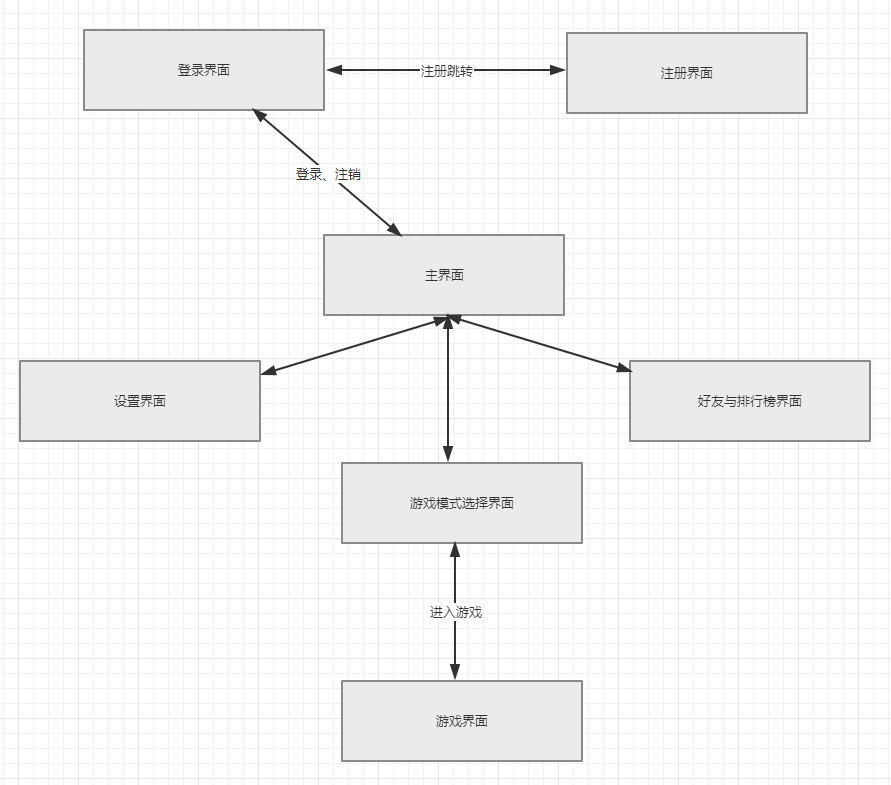 登录界面
注册跳转
注册界面
登录、注销
主界面
设置界面
好友与排行榜界面
游戏模式选择界面
进入游戏
游戏界面